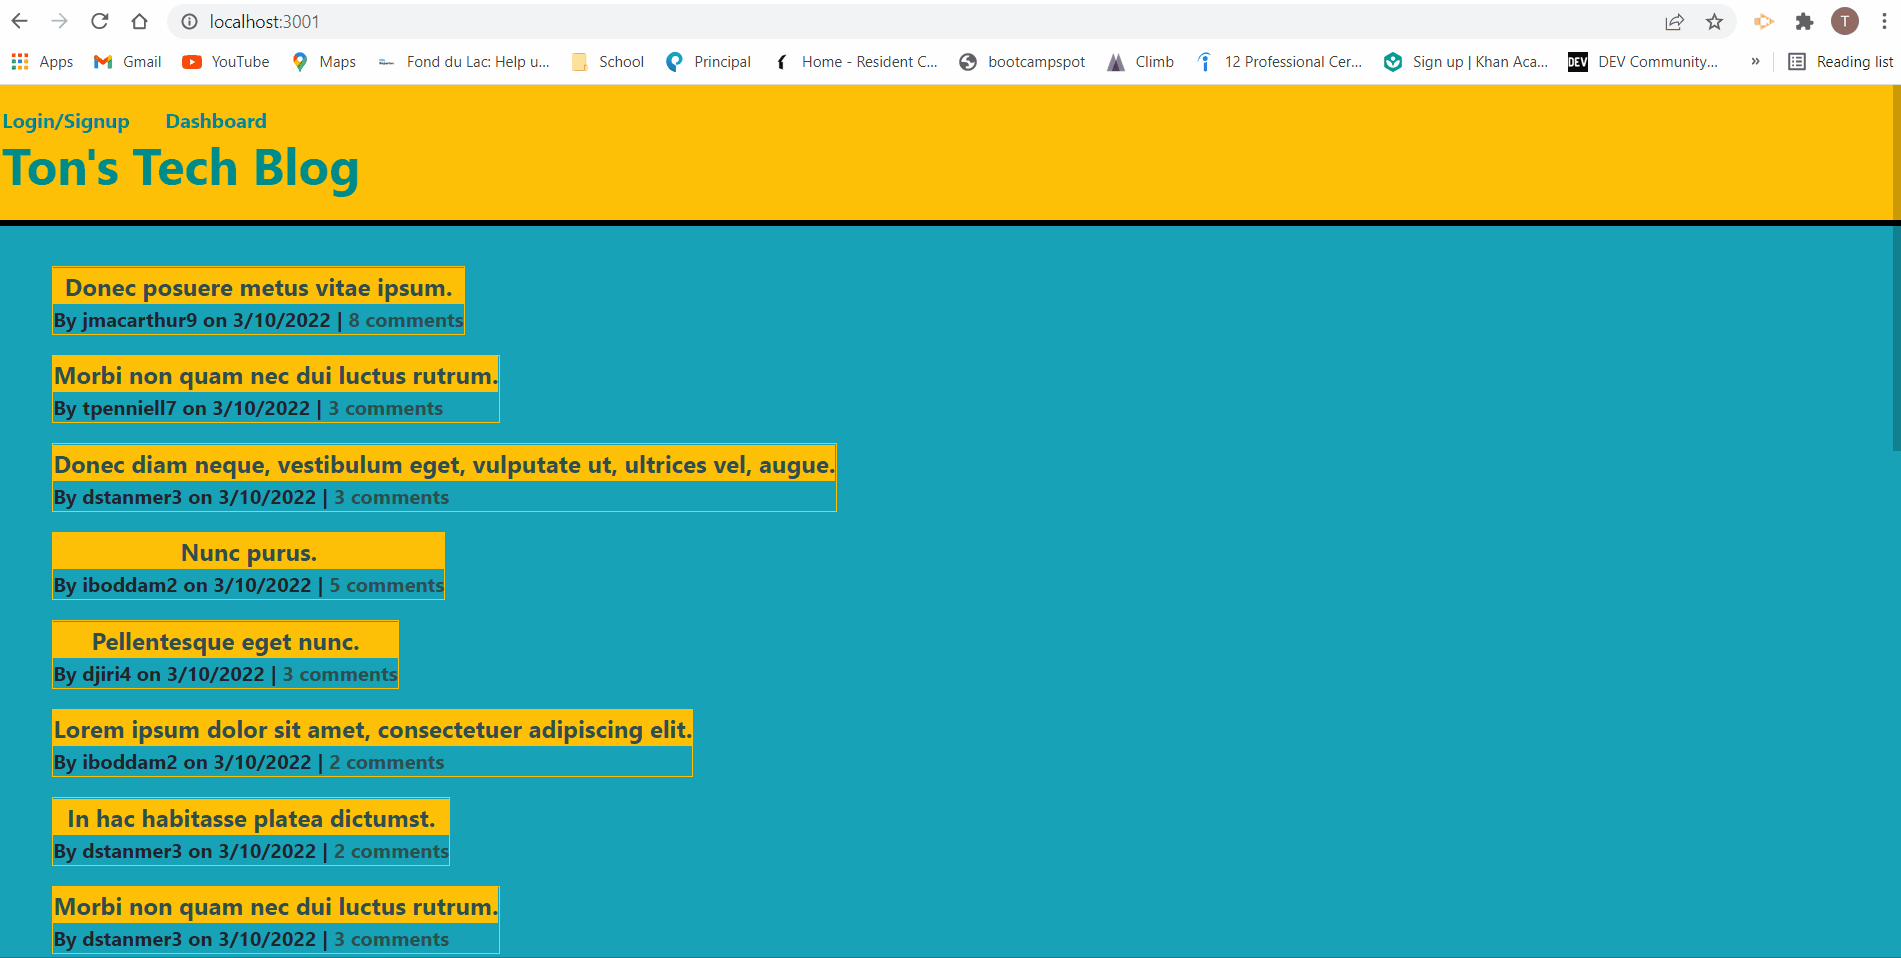 localhost:3001
T
Apps Gmail YouTube Maps Fond du Lac: Help u... School Principal Home - Resident C... bootcampspot Climb 12 Professional Cer... Sign up | Khan Aca... DEV DEV Community... » Reading list
Login/Signup Dashboard
Ton's Tech Blog
Donec posuere metus vitae ipsum.
By jmacarthur9 on 3/10/2022 | 8 comments
Morbi non quam nec dui luctus rutrum.
By tpenniell7 on 3/10/2022 | 3 comments
Donec diam neque, vestibulum eget, vulputate ut, ultrices vel, augue.
By dstanmer3 on 3/10/2022 | 3 comments
Nunc purus.
By iboddam2 on 3/10/2022 | 5 comments
Pellentesque eget nunc.
By djiri4 on 3/10/2022 | 3 comments
Lorem ipsum dolor sit amet, consectetuer adipiscing elit.
By iboddam2 on 3/10/2022 | 2 comments
In hac habitasse platea dictumst.
By dstanmer3 on 3/10/2022 | 2 comments
Morbi non quam nec dui luctus rutrum.
By dstanmer3 on 3/10/2022 | 3 comments